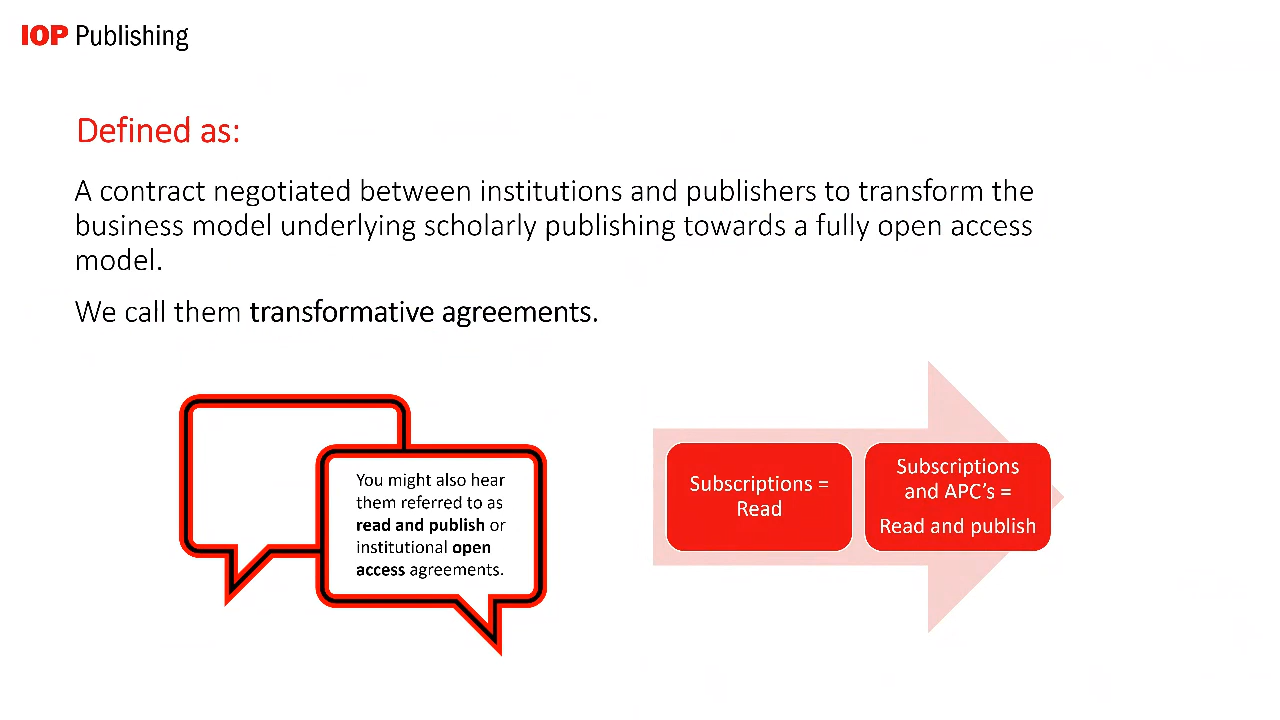 IOP Publishing
Defined as:
A contract negotiated between institutions and publishers to transform the
business model underlying scholarly publishing towards a fully open access
model.
We call them transformative agreements.
You might also hear
them referred to as
read and publish or
institutional open
access agreements.
Subscriptions =
Read
Subscriptions
and APC's =
Read and publish